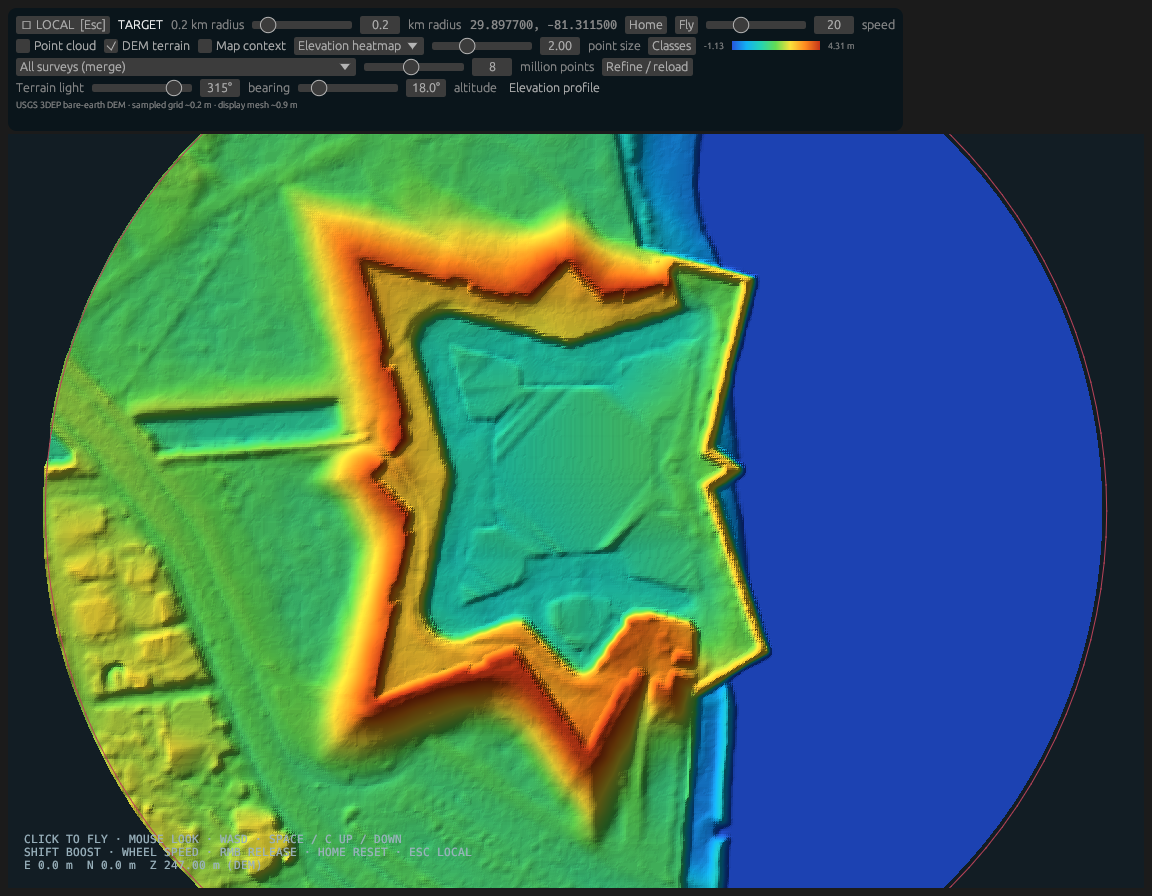 LOCAL [Esc] TARGET 0.2 km radius 0.2 km radius 29.897700, -81.311500 Home Fly 20 speed
Point cloud DEM terrain Map context Elevation heatmap 2.00 point size Classes -1.13 4.31 m
All surveys (merge) 8 million points Refine / reload
Terrain light 315° bearing 18.0° altitude Elevation profile
USGS 3DEP bare-earth DEM · sampled grid ~0.2 m · display mesh ~0.9 m
CLICK TO FLY · MOUSE LOOK · WASD · SPACE / C UP / DOWN
SHIFT BOOST · WHEEL SPEED · RMB RELEASE · HOME RESET · ESC LOCAL
E 0.0 m N 0.0 m